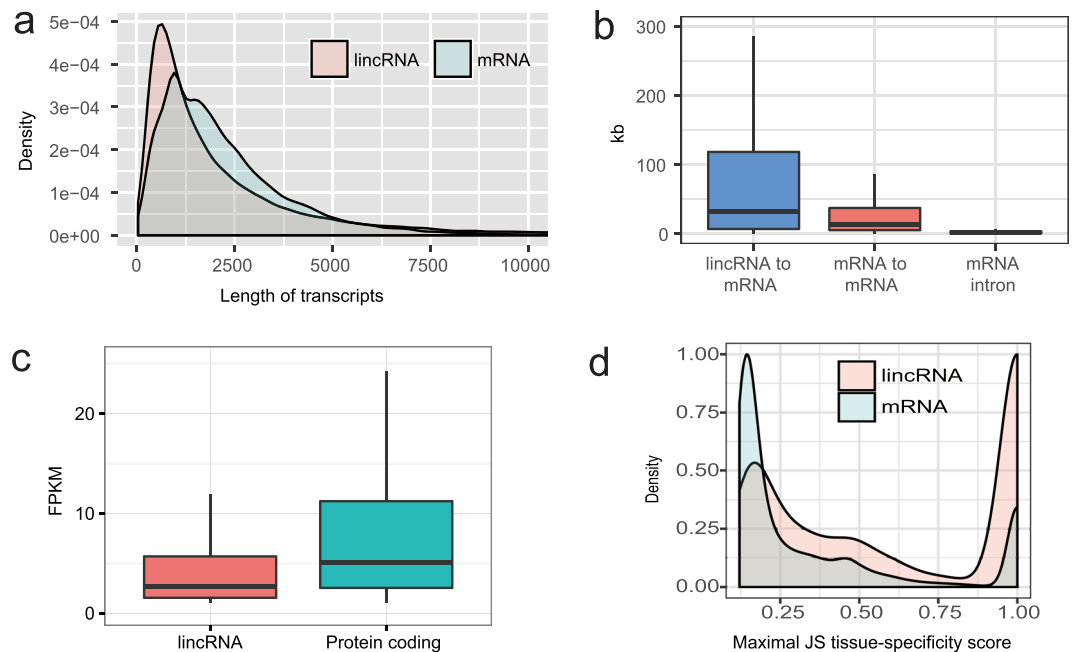 a
5e−04
4e−04
3e−04
2e−04
1e−04
0e+00
Density
lincRNA
mRNA
0
2500
5000
7500
10000
Length of transcripts
b
300
200
100
0
kb
lincRNA to
mRNA
mRNA to
mRNA
mRNA
intron
c
20
10
0
FPKM
lincRNA
Protein coding
d
1.00
0.75
0.50
0.25
0.00
Density
lincRNA
mRNA
0.25
0.50
0.75
1.00
Maximal JS tissue-specificity score